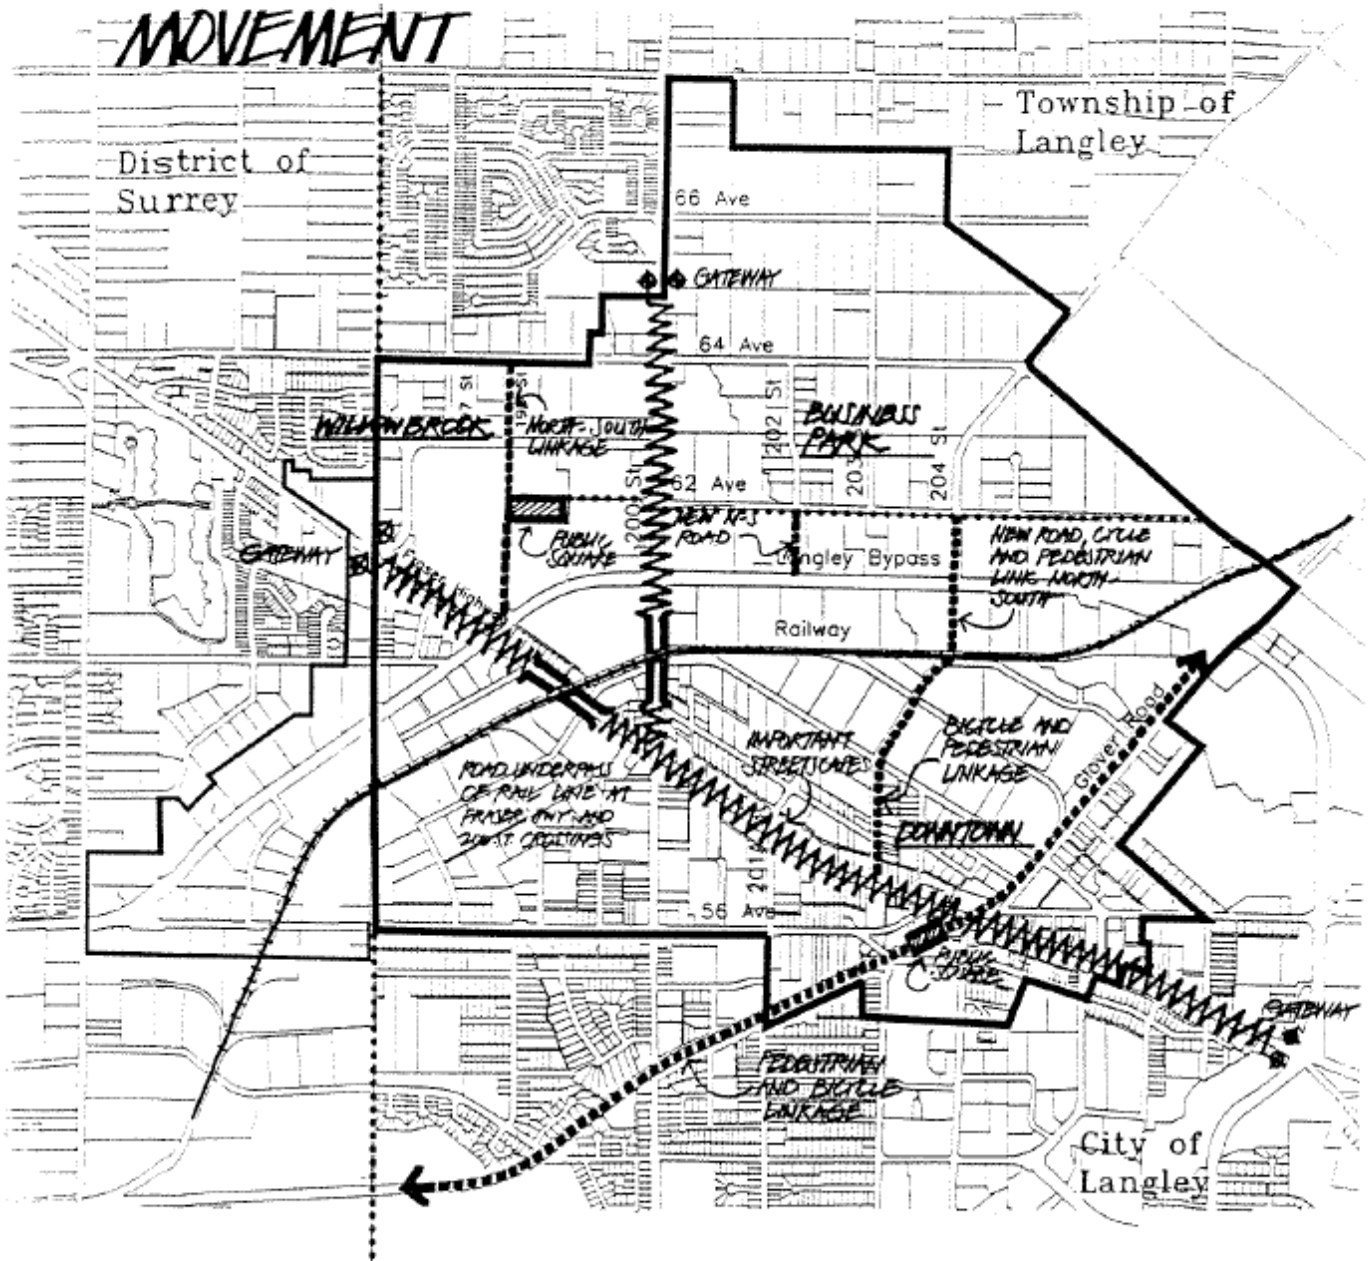 MOVEMENT
Township of
Langley
District of
Surrey
66 Ave
GATEWAY
64 Ave
7 St
St
WILLOWBROOK
NORTH-SOUTH
LINKAGE
202 St
BUSINESS
PARK
203
204 St
200 St
62 Ave
PUBLIC
SQUARE
NEW N-S
ROAD
Langley Bypass
NEW ROAD, CYCLE
AND PEDESTRIAN
LINK NORTH-
SOUTH
GATEWAY
Fraser Highway
Railway
ROAD UNDERPASS
OF RAIL LINE AT
FRASER HWY AND
200 ST. CROSSINGS
IMPORTANT
STREETSCAPES
BICYCLE AND
PEDESTRIAN
LINKAGE
Glover Road
DOWNTOWN
201
56 Ave
PUBLIC
SQUARE
GATEWAY
PEDESTRIAN
AND BICYCLE
LINKAGE
City of
Langley